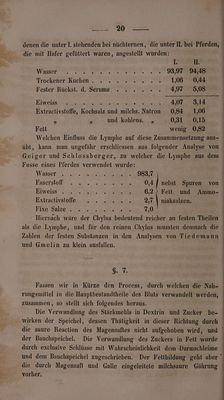 — 20 —
denen die unter I. stehenden bei nüchternen, die unter II. bei Pferden,
die mit Hafer gefüttert waren, angestellt wurden:
I. II.
Wasser . . . . . . . . . 93,97 94,48
Trockener Kuchen . . . . . . 1,06 0,44
Fester Rückst. d. Serums . . . . 4,97 5,08
Eiweiss . . . . . . . . . 4,07 3,14
Extractivstoffe, Kochsalz und milchs. Natron 0,84 1,06
„ und kohlens. „ 0,31 0,15
Fett wenig 0,82
Welchen Einfluss die Lymphe auf diese Zusammensetzung aus-
übt, kann man ungefähr erschliessen aus folgender Analyse von
Geiger und Schlossberger, zu welcher die Lymphe aus dem
Fusse eines Pferdes verwendet wurde:
Wasser . . . . . . . . 983,7
Faserstoff . . . . . . . 0,4 nebst Spuren von
Eiweiss . . . . . . . . 6,2 Fett und Ammo-
Extractivstoffe . . . . . . 2,7 niaksalzen.
Fixe Salze . . . . . . . 7,0
Hiernach wäre der Chylus bedeutend reicher an festen Theilen
als die Lymphe, und für den reinen Chylus mussten demnach die
Zahlen der festen Substanzen in den Analysen von Tiedemann
und Gmelin zu klein ausfallen.
§. 7.
Fassen wir in Kürze den Process, durch welchen die Nah-
rungsmittel in die Hauptbestandtheile des Bluts verwandelt werden,
zusammen, so stellt sich folgendes heraus.
Die Verwandlung des Stärkmehls in Dextrin und Zucker be-
wirken der Speichel, dessen Thätigkeit in dieser Richtung durch
die saure Reaction des Magensaftes nicht aufgehoben wird, und
der Bauchspeichel. Die Verwandlung des Zuckers in Fett wurde
durch exclusive Schlüsse mit Wahrscheinlichkeit dem Darmschleime
und dem Bauchspeichel zugeschrieben. Der Fettbildung geht aber
die durch Magensaft und Galle eingeleitete milchsaure Gährung
vorher.